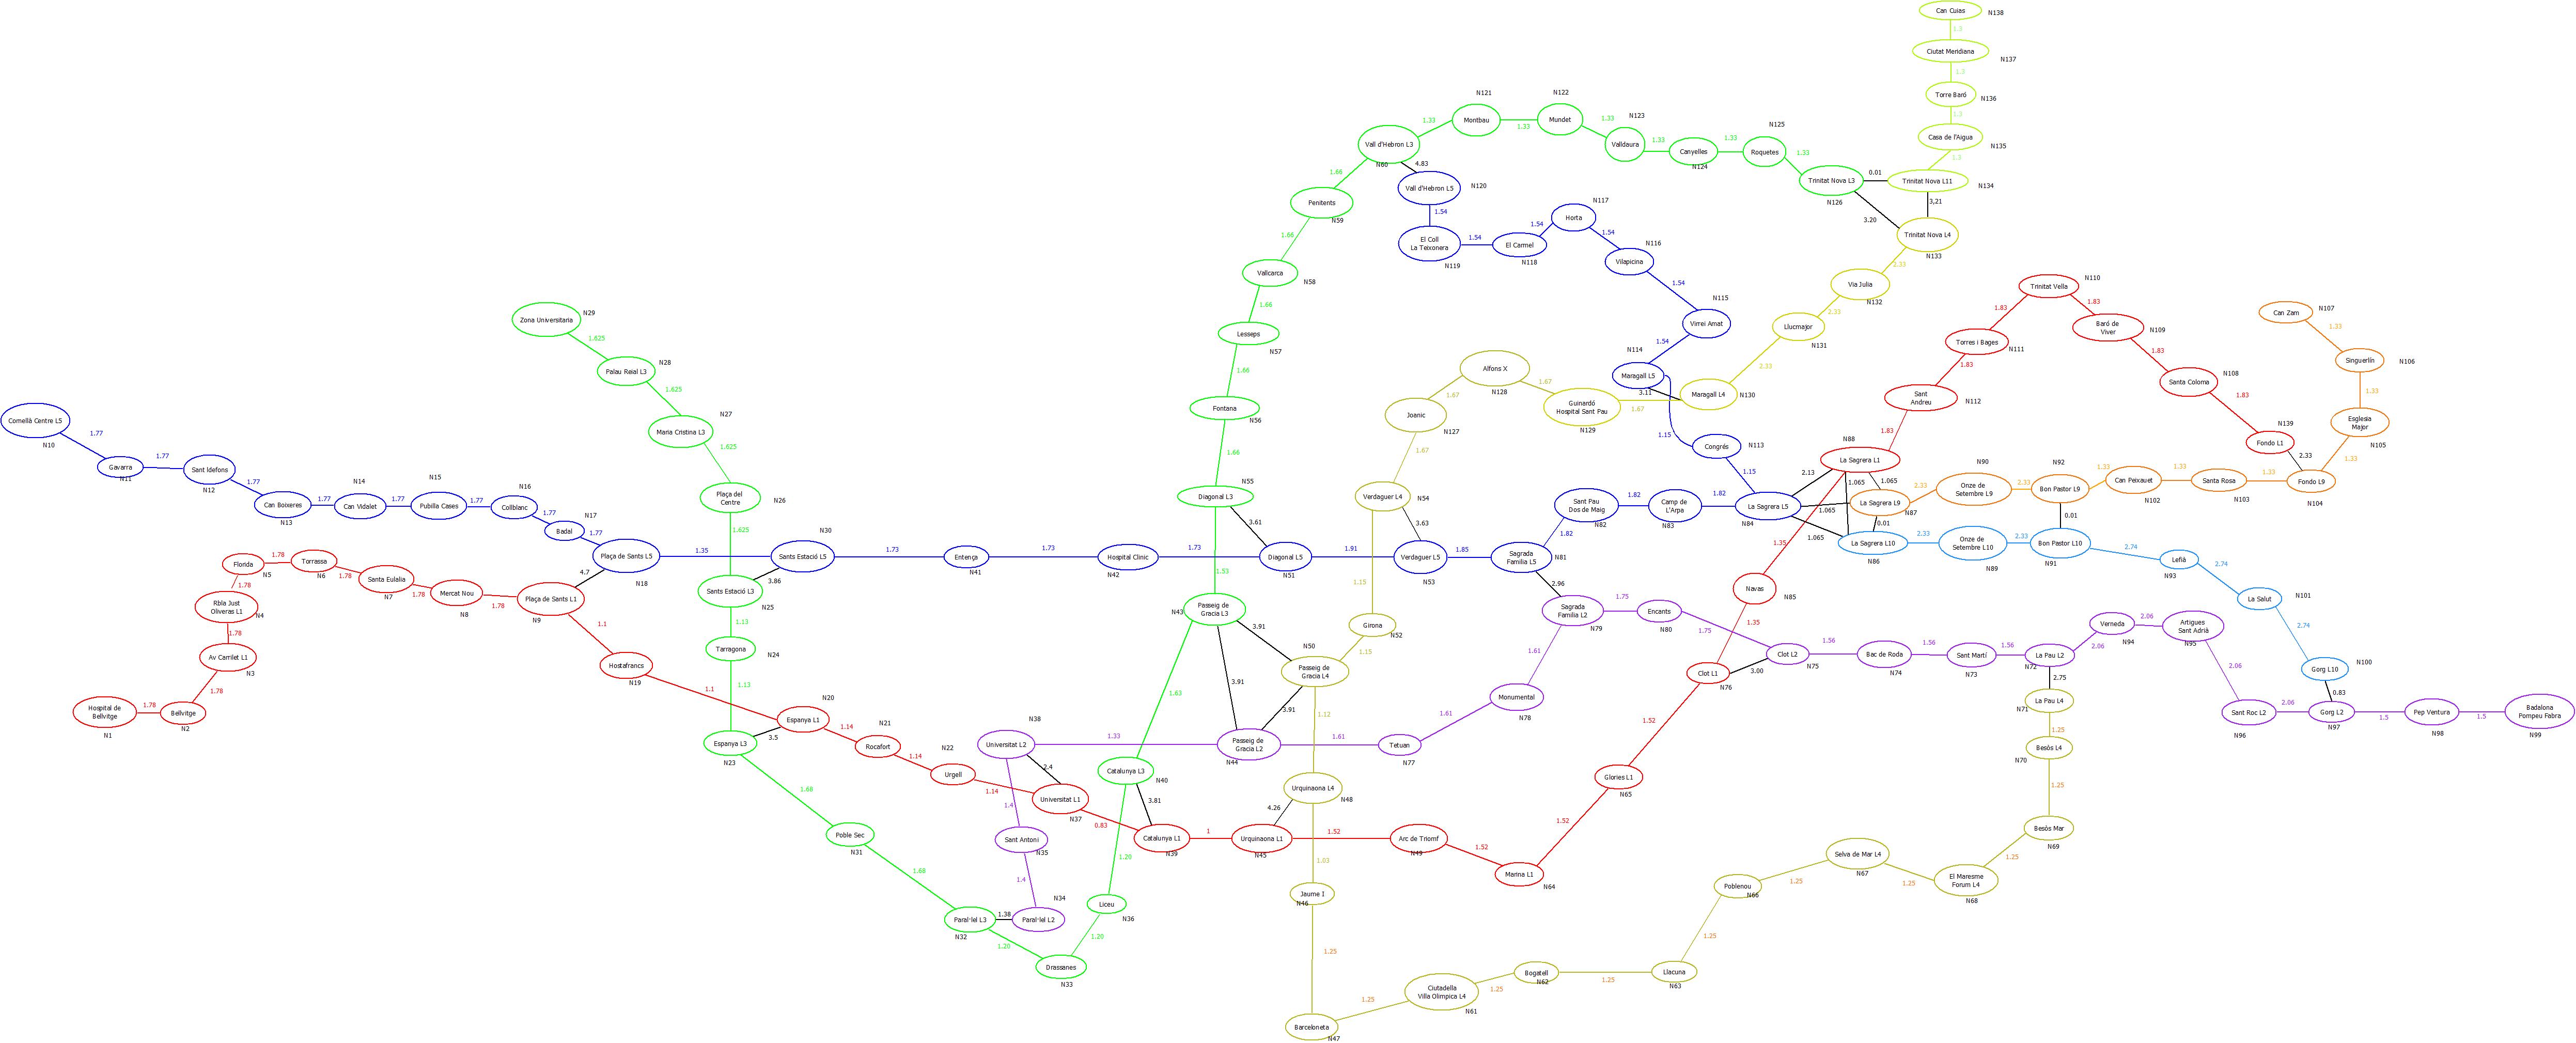 Can Cuias
N138
1.3
Ciutat Meridiana
N137
1.3
Torre Baró
N136
1.3
Casa de l'Aigua
N135
1.3
Trinitat Nova L11
N134
0.01
Trinitat Nova L3
N126
3,21
3.20
Trinitat Nova L4
N133
Vall d'Hebron L3
N60
1.33
Montbau
N121
1.33
Mundet
N122
1.33
Valldaura
N123
1.33
Canyelles
N124
1.33
Roquetes
N125
1.33
4.83
Vall d'Hebron L5
N120
1.54
El Coll
La Teixonera
N119
1.54
El Carmel
N118
1.54
Horta
N117
1.54
Vilapicina
N116
1.54
Virrei Amat
N115
1.54
Maragall L5
N114
3.11
1.15
Congrés
N113
1.15
1.66
Penitents
N59
1.66
Vallcarca
N58
1.66
Lesseps
N57
1.66
Fontana
N56
1.66
Diagonal L3
N55
3.61
1.53
2.33
Via Julia
N132
2.33
Llucmajor
N131
2.33
Maragall L4
N130
1.67
Guinardó
Hospital Sant Pau
N129
1.67
Alfons X
N128
1.67
Joanic
N127
1.67
Verdaguer L4
N54
3.63
1.15
Girona
N52
1.15
Trinitat Vella
N110
1.83
Baró de
Viver
N109
1.83
Santa Coloma
N108
1.83
Fondo L1
N139
2.33
1.83
Torres i Bages
N111
1.83
Sant
Andreu
N112
1.83
Can Zam
N107
1.33
Singuerlín
N106
1.33
Esglesia
Major
N105
1.33
Fondo L9
N104
1.33
Santa Rosa
N103
1.33
Can Peixauet
N102
1.33
Bon Pastor L9
N92
2.33
Onze de
Setembre L9
N90
2.33
La Sagrera L9
N87
La Sagrera L1
N88
2.13
1.065
1.065
1.065
1.065
0.01
La Sagrera L5
N84
La Sagrera L10
N86
2.33
Onze de
Setembre L10
N89
2.33
Bon Pastor L10
N91
0.01
2.74
Lefiá
N93
2.74
La Salut
N101
2.74
Gorg L10
N100
0.83
Zona Universitaria
N29
1.625
Palau Reial L3
N28
1.625
Maria Cristina L3
N27
1.625
Plaça del
Centre
N26
1.625
Sants Estació L3
N25
3.86
1.13
Tarragona
N24
1.13
Espanya L3
N23
3.5
Cornellà Centre L5
N10
1.77
Gavarra
N11
1.77
Sant Idefons
N12
1.77
Can Boixeres
N13
1.77
Can Vidalet
N14
1.77
Pubilla Cases
N15
1.77
Collblanc
N16
1.77
Badal
N17
1.77
Plaça de Sants L5
N18
4.7
1.35
Sants Estació L5
N30
1.73
Entença
N41
1.73
Hospital Clinic
N42
1.73
Diagonal L5
N51
1.91
Verdaguer L5
N53
1.85
Sagrada
Familia L5
N81
1.82
Sant Pau
Dos de Maig
N82
1.82
Camp de
L'Arpa
N83
1.82
2.96
Hospital de
Bellvitge
N1
1.78
Bellvitge
N2
1.78
Av Carrilet L1
N3
1.78
Rbla Just
Oliveras L1
N4
1.78
Florida
N5
1.78
Torrassa
N6
1.78
Santa Eulalia
N7
1.78
Mercat Nou
N8
1.78
Plaça de Sants L1
N9
1.1
Hostafrancs
N19
1.1
Espanya L1
N20
1.14
Rocafort
N21
1.14
Urgell
N22
1.14
Universitat L1
N37
0.83
Catalunya L1
N39
1
Urquinaona L1
N45
1.52
Arc de Triomf
N49
1.52
Marina L1
N64
1.52
Glories L1
N65
1.52
Clot L1
N76
3.00
1.35
Navas
N85
1.35
1.68
Poble Sec
N31
1.66
Paral·lel L3
N32
1.38
Paral·lel L2
N34
1.4
Sant Antoni
N35
1.4
Universitat L2
N38
2.4
1.33
Passeig de
Gracia L2
N44
1.61
Tetuan
N77
1.61
Monumental
N78
1.61
Sagrada
Familia L2
N79
1.75
Encants
N80
1.75
Clot L2
N75
1.56
Bac de Roda
N74
1.56
Sant Martí
N73
1.56
La Pau L2
N72
2.06
Verneda
N94
2.06
Artigues
Sant Adrià
N95
2.06
Sant Roc L2
N96
2.06
Gorg L2
N97
1.5
Pep Ventura
N98
1.5
Badalona
Pompeu Fabra
N99
1.20
Drassanes
N33
1.20
Liceu
N36
1.20
Catalunya L3
N40
3.81
1.63
Passeig de
Gracia L3
N43
3.91
3.91
3.91
Passeig de
Gracia L4
N50
1.12
Urquinaona L4
N48
4.26
1.03
Jaume I
N46
1.25
Barceloneta
N47
1.25
Ciutadella
Villa Olimpica L4
N61
1.25
Bogatell
N62
1.25
Llacuna
N63
1.25
Poblenou
N66
1.25
Selva de Mar L4
N67
1.25
El Maresme
Forum L4
N68
1.25
Besòs Mar
N69
1.25
Besòs L4
N70
1.25
La Pau L4
N71
2.75